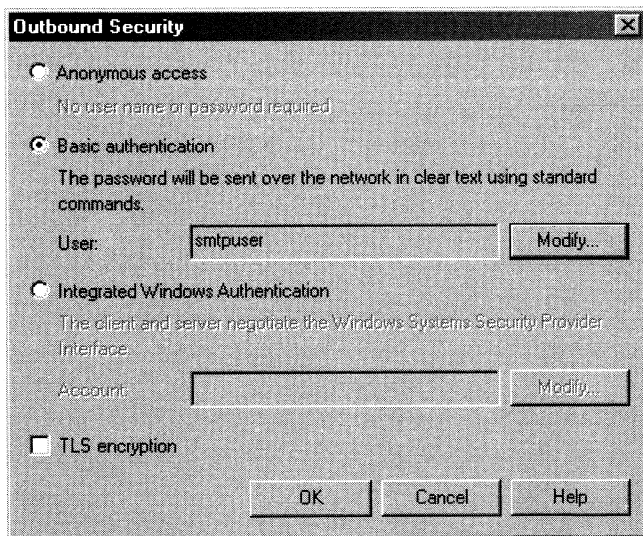 Outbound Security
Anonymous access
No user name or password required
Basic authentication
The password will be sent over the network in clear text using standard
commands.
User:
smtpuser
Modify...
Integrated Windows Authentication
The client and server negotiate the Windows Systems Security Provider
Interface.
Account:
Modify...
TLS encryption
OK
Cancel
Help